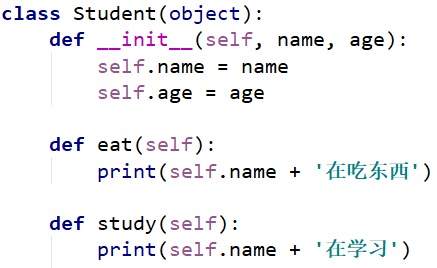 class Student(object):
    def __init__(self, name, age):
        self.name = name
        self.age = age

    def eat(self):
        print(self.name + '在吃东西')

    def study(self):
        print(self.name + '在学习')